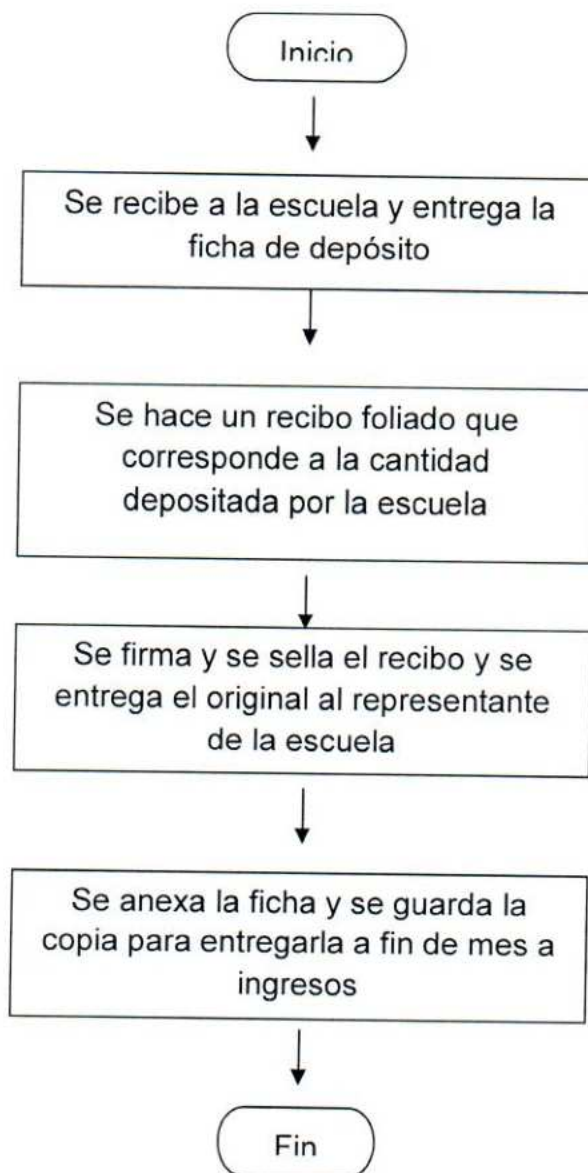 Inicio
Se recibe a la escuela y entrega la
ficha de depósito
Se hace un recibo foliado que
corresponde a la cantidad
depositada por la escuela
Se firma y se sella el recibo y se
entrega el original al representante
de la escuela
Se anexa la ficha y se guarda la
copia para entregarla a fin de mes a
ingresos
Fin